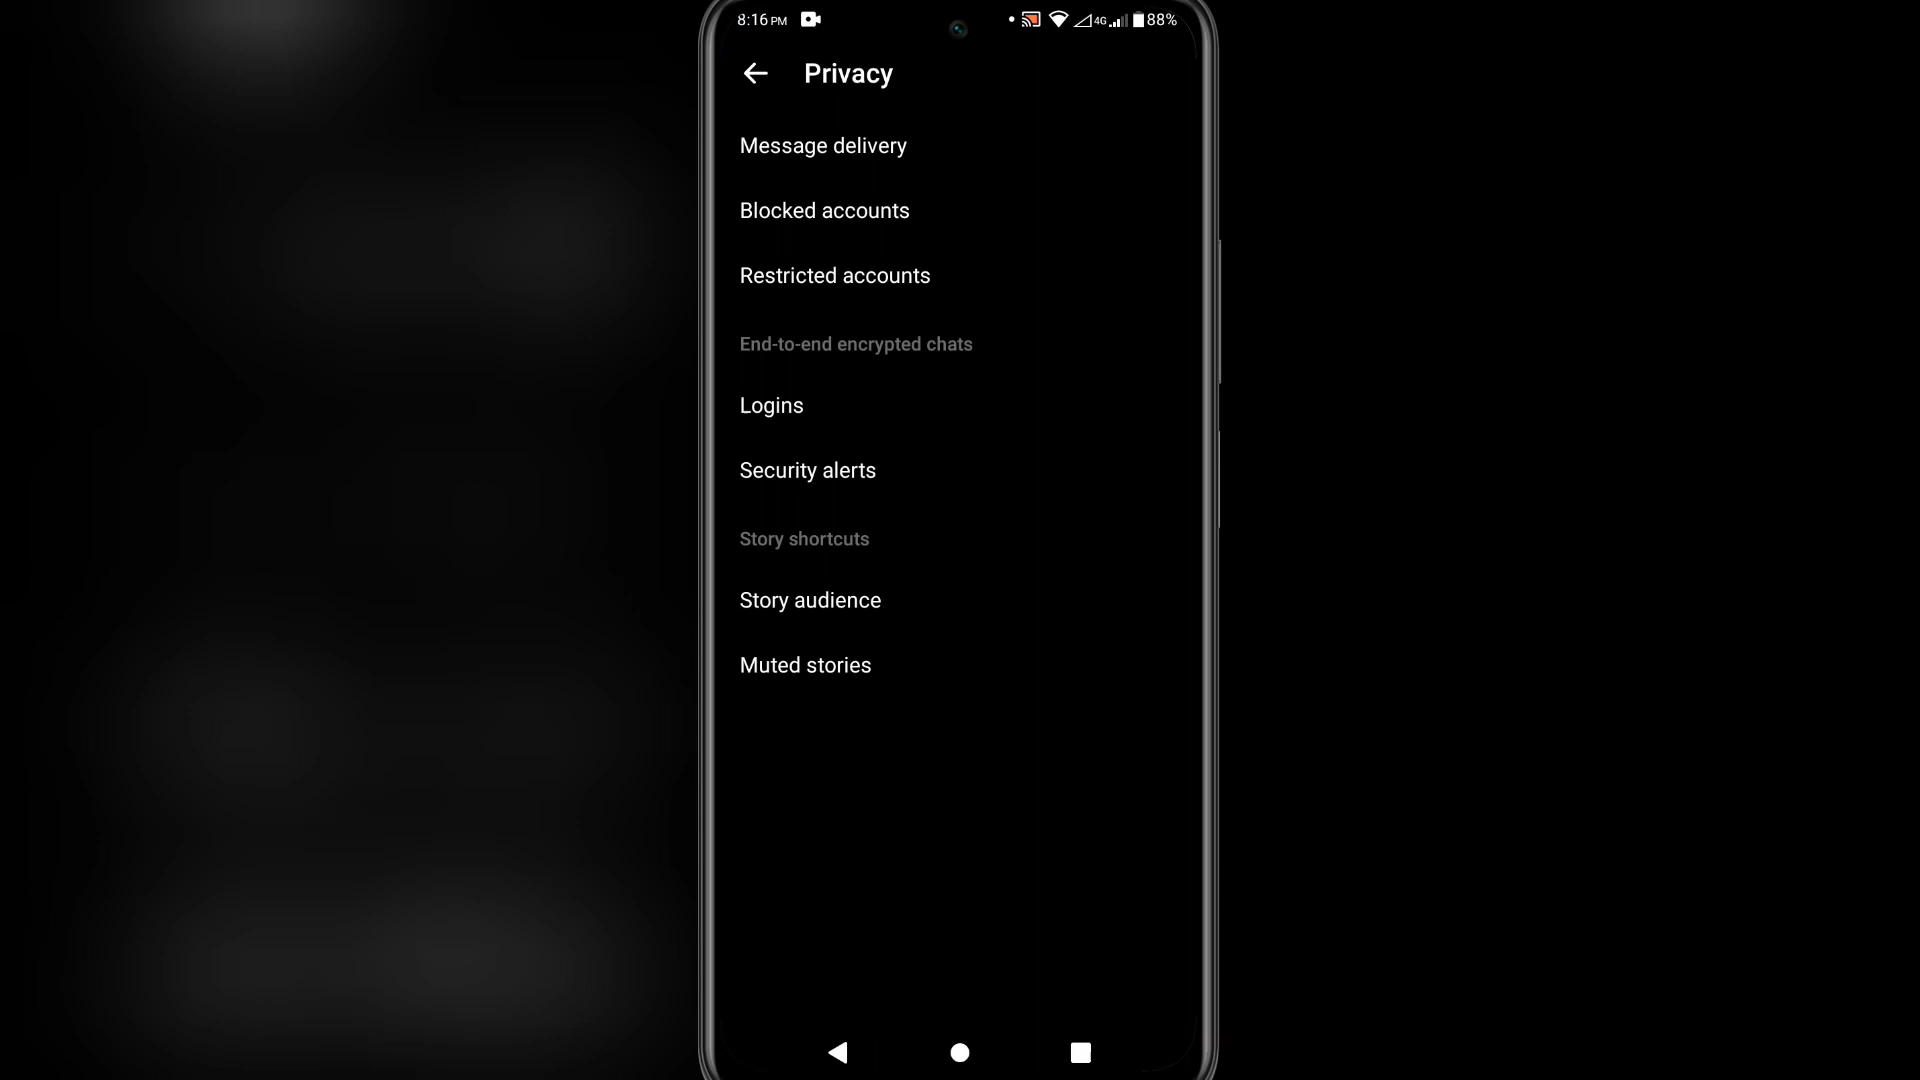 8:16 PM 4G 88%
Privacy
Message delivery
Blocked accounts
Restricted accounts
End-to-end encrypted chats
Logins
Security alerts
Story shortcuts
Story audience
Muted stories